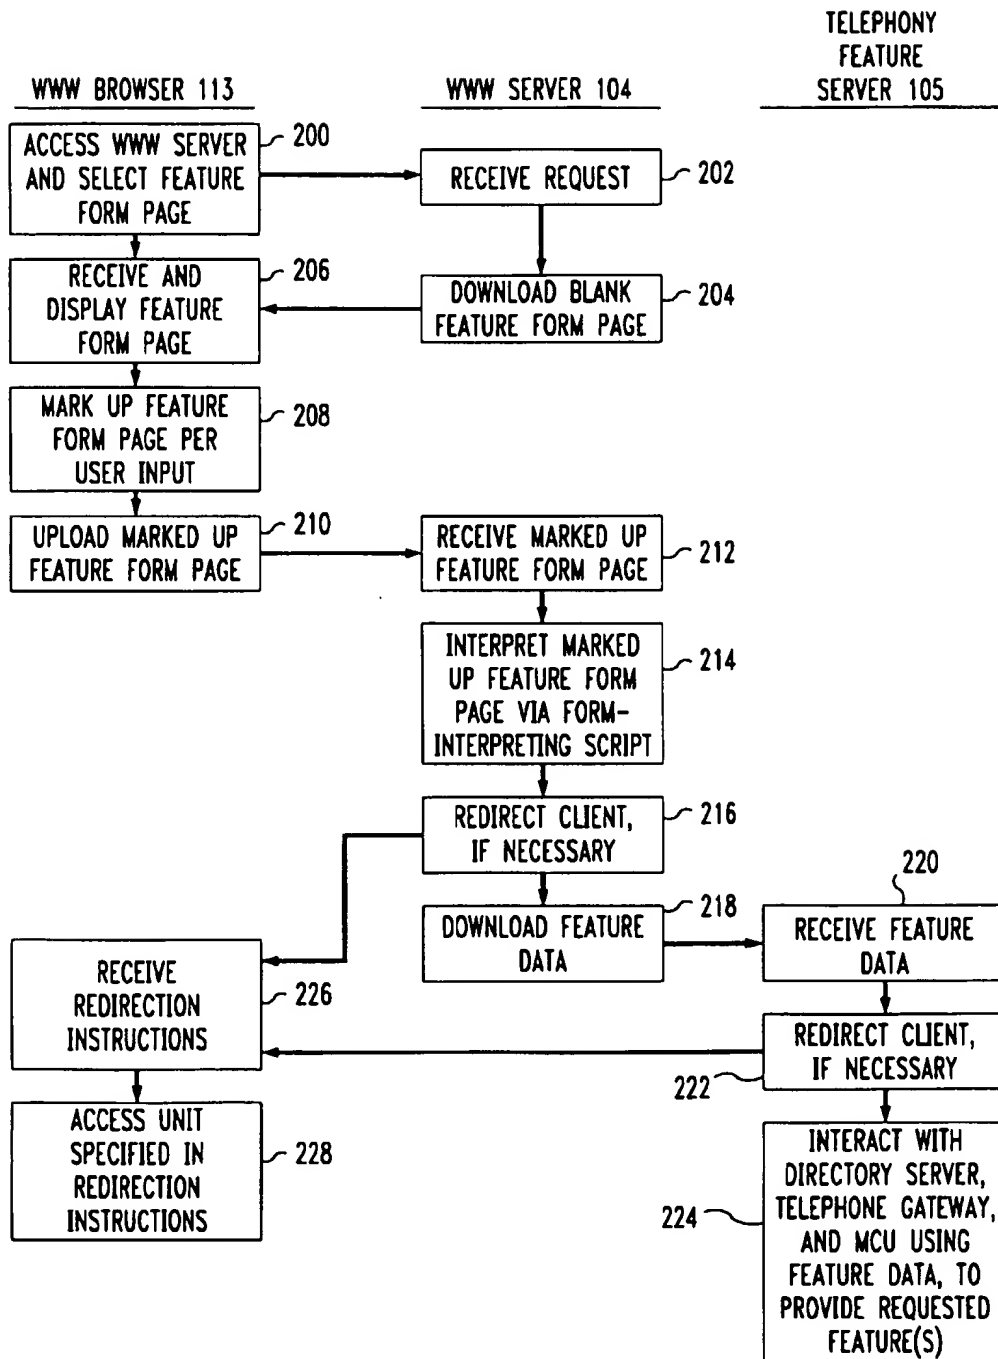 TELEPHONY
FEATURE
SERVER 105
WWW BROWSER 113
WWW SERVER 104
ACCESS WWW SERVER
AND SELECT FEATURE
FORM PAGE
200
RECEIVE REQUEST
202
RECEIVE AND
DISPLAY FEATURE
FORM PAGE
206
DOWNLOAD BLANK
FEATURE FORM PAGE
204
MARK UP FEATURE
FORM PAGE PER
USER INPUT
208
UPLOAD MARKED UP
FEATURE FORM PAGE
210
RECEIVE MARKED UP
FEATURE FORM PAGE
212
INTERPRET MARKED
UP FEATURE FORM
PAGE VIA FORM-
INTERPRETING SCRIPT
214
REDIRECT CLIENT,
IF NECESSARY
216
DOWNLOAD FEATURE
DATA
218
220
RECEIVE FEATURE
DATA
RECEIVE
REDIRECTION
INSTRUCTIONS
226
REDIRECT CLIENT,
IF NECESSARY
222
ACCESS UNIT
SPECIFIED IN
REDIRECTION
INSTRUCTIONS
228
INTERACT WITH
DIRECTORY SERVER,
TELEPHONE GATEWAY,
AND MCU USING
FEATURE DATA, TO
PROVIDE REQUESTED
FEATURE(S)
224